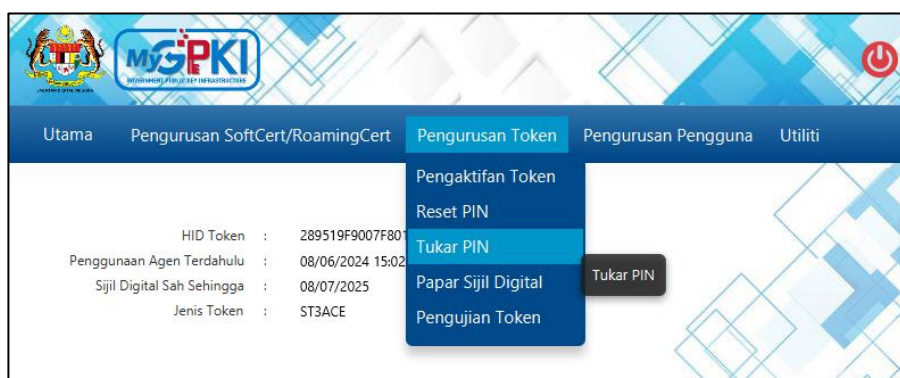 MyGPKI
GOVERNMENT PUBLIC KEY INFRASTRUCTURE
Utama Pengurusan SoftCert/RoamingCert Pengurusan Token Pengurusan Pengguna Utiliti
Pengaktifan Token
Reset PIN
Tukar PIN
Papar Sijil Digital
Pengujian Token
Tukar PIN
HID Token : 289519F9007F801
Penggunaan Agen Terdahulu : 08/06/2024 15:02
Sijil Digital Sah Sehingga : 08/07/2025
Jenis Token : ST3ACE